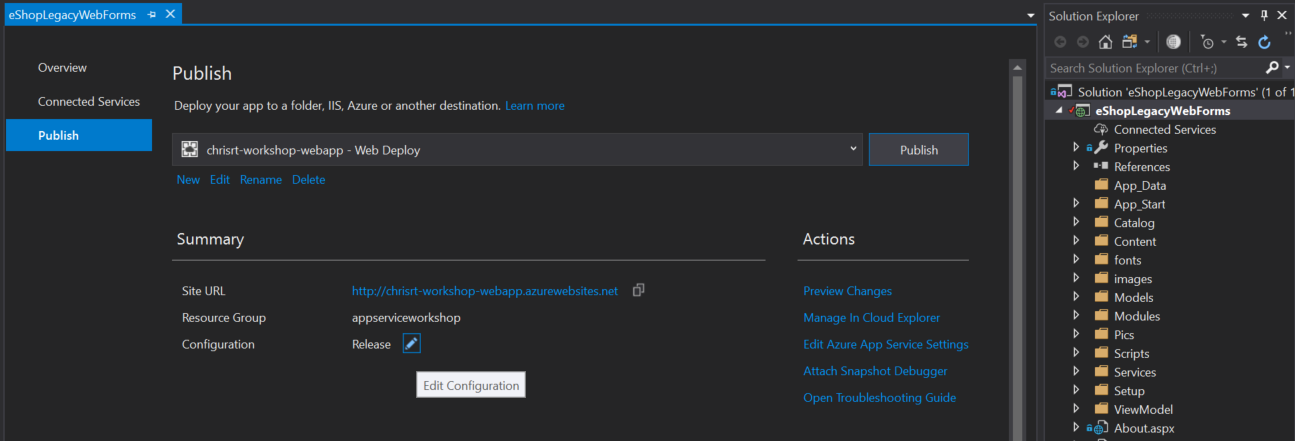 eShopLegacyWebForms
Overview
Connected Services
Publish
Publish
Deploy your app to a folder, IIS, Azure or another destination. Learn more
chrisrt-workshop-webapp - Web Deploy
Publish
New Edit Rename Delete
Summary
Site URL http://chrisrt-workshop-webapp.azurewebsites.net
Resource Group appserviceworkshop
Configuration Release
Edit Configuration
Actions
Preview Changes
Manage In Cloud Explorer
Edit Azure App Service Settings
Attach Snapshot Debugger
Open Troubleshooting Guide
Solution Explorer
Search Solution Explorer (Ctrl+;)
Solution 'eShopLegacyWebForms' (1 of 1
eShopLegacyWebForms
Connected Services
Properties
References
App_Data
App_Start
Catalog
Content
fonts
images
Models
Modules
Pics
Scripts
Services
Setup
ViewModel
About.aspx